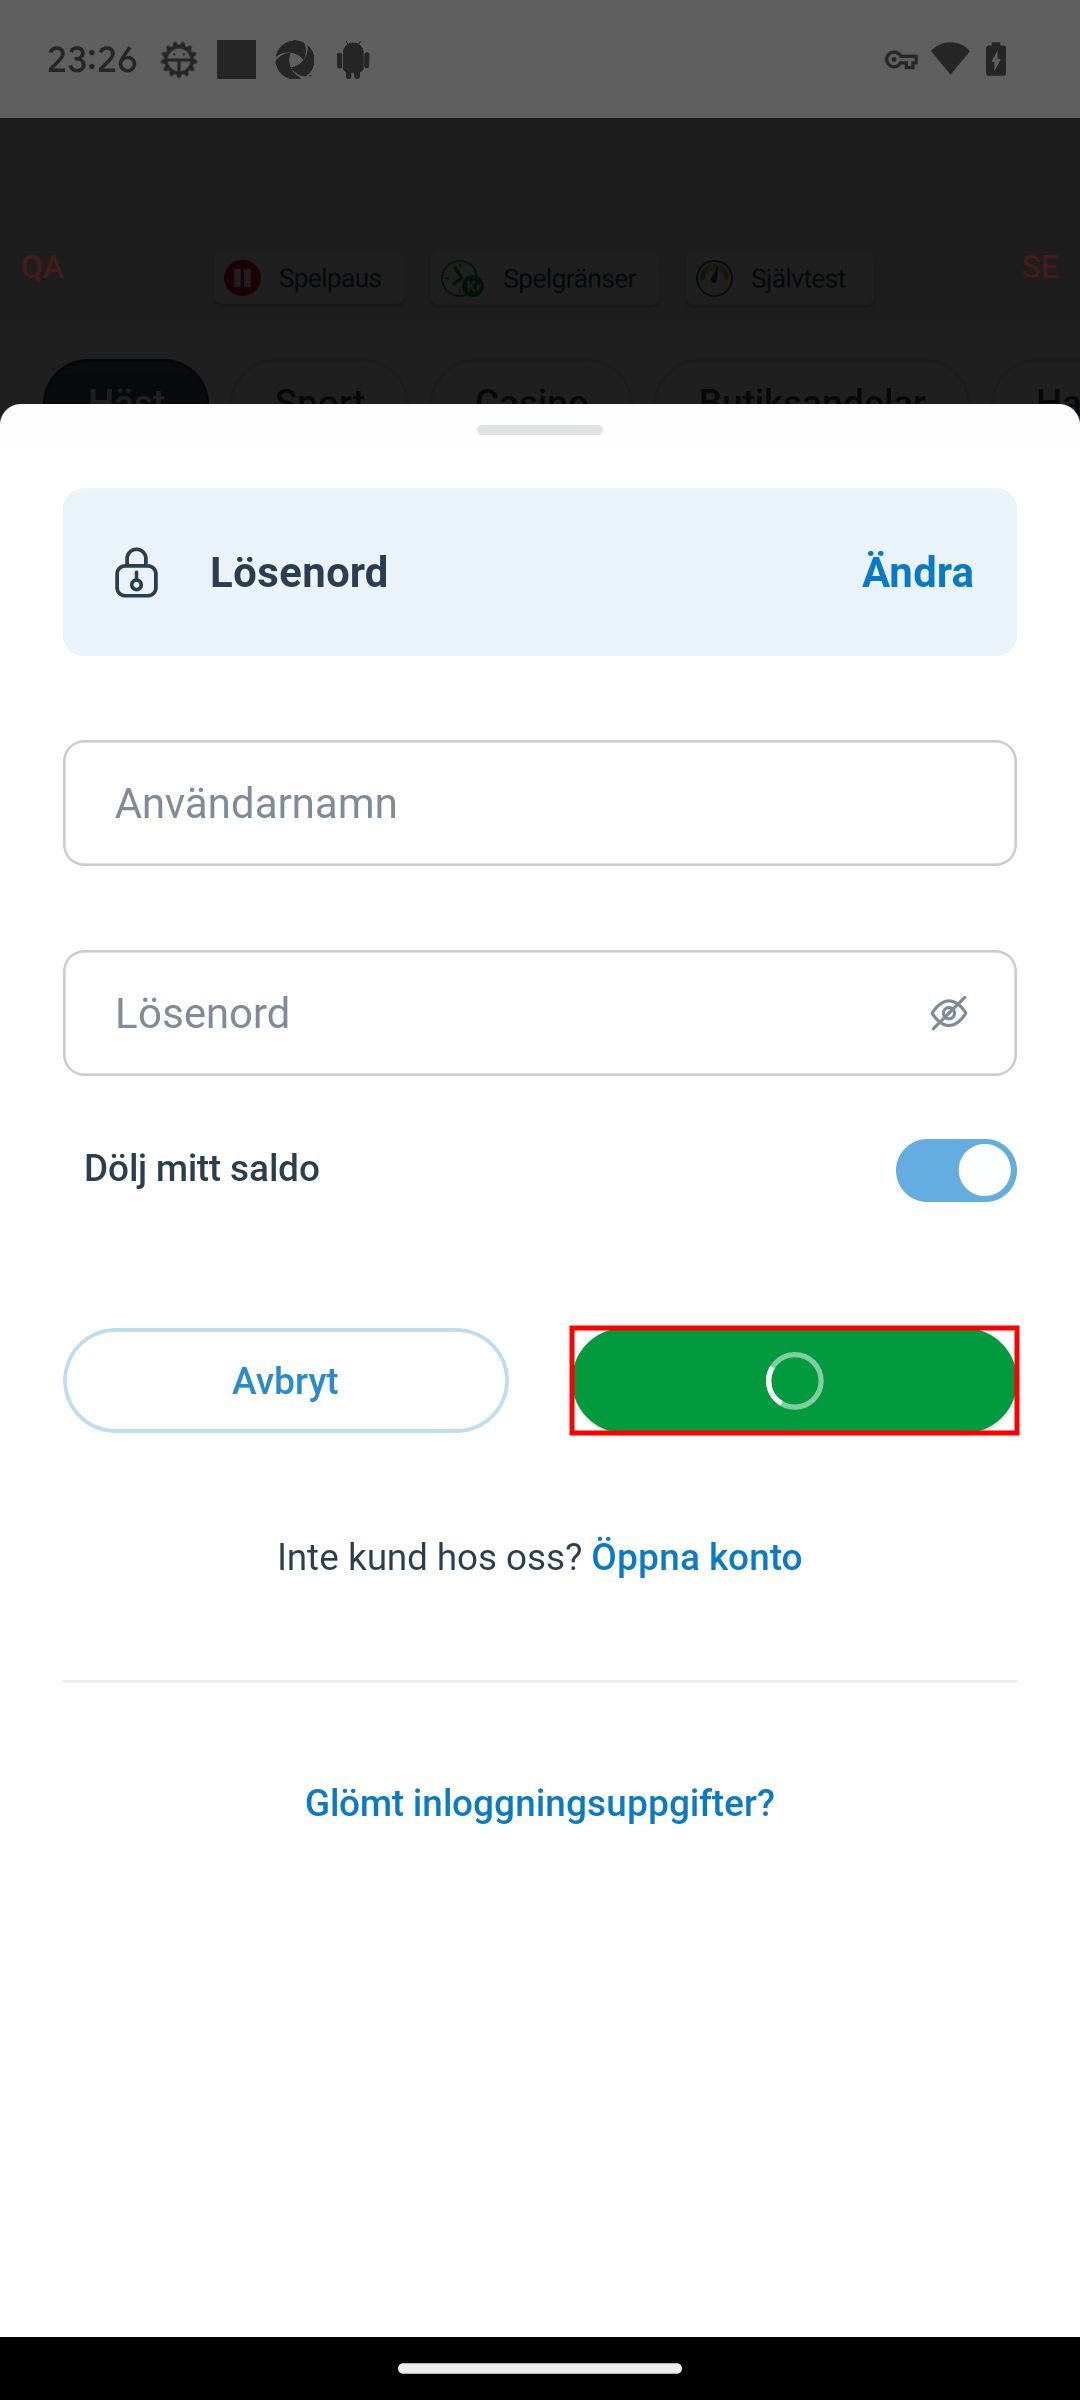 23:26
QA
Spelpaus
Spelgränser
Självtest
SE
Häst
Sport
Casino
Butiksandelar
Lösenord
Ändra
Användarnamn
Lösenord
Dölj mitt saldo
Avbryt
Inte kund hos oss? Öppna konto
Glömt inloggningsuppgifter?